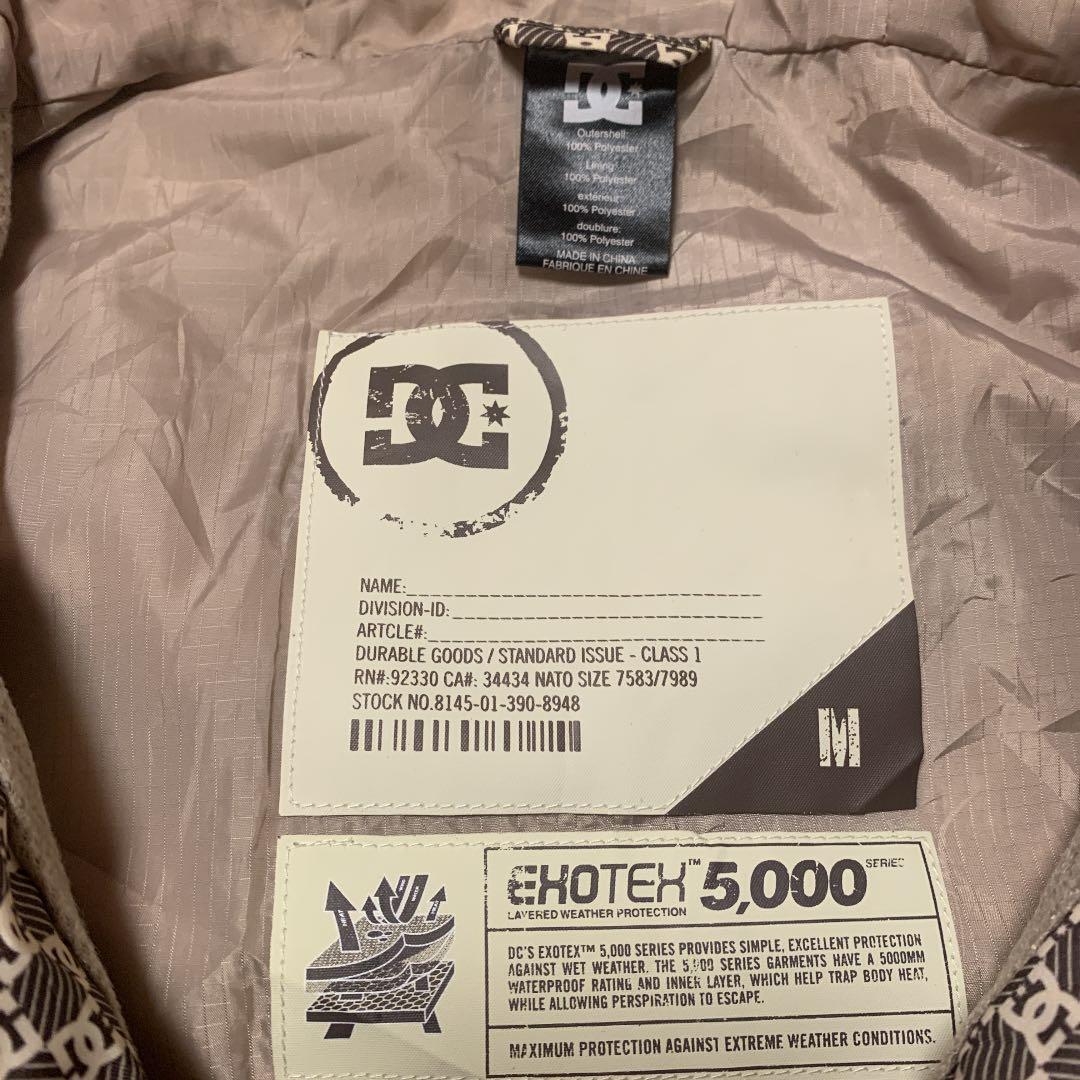 DC
Outershell:
100% Polyester
Lining:
100% Polyester
exterieur:
100% Polyester
doublure:
100% Polyester
MADE IN CHINA
FABRIQUE EN CHINE
DC
NAME:
DIVISION-ID:
ARTCLE#:
DURABLE GOODS / STANDARD ISSUE - CLASS 1
RN#:92330 CA#: 34434 NATO SIZE 7583/7989
STOCK NO.8145-01-390-8948
M
EXOTEX™ 5,000 SERIES
LAYERED WEATHER PROTECTION
HEAT
DC'S EXOTEX™ 5,000 SERIES PROVIDES SIMPLE, EXCELLENT PROTECTION
AGAINST WET WEATHER. THE 5,000 SERIES GARMENTS HAVE A 5000MM
WATERPROOF RATING AND INNER LAYER, WHICH HELP TRAP BODY HEAT,
WHILE ALLOWING PERSPIRATION TO ESCAPE.
MAXIMUM PROTECTION AGAINST EXTREME WEATHER CONDITIONS.